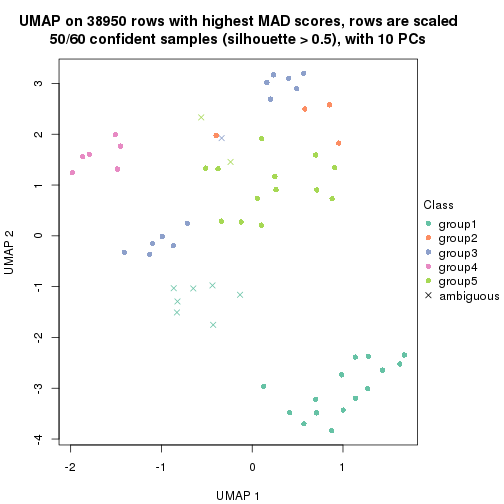 UMAP on 38950 rows with highest MAD scores, rows are scaled
50/60 confident samples (silhouette > 0.5), with 10 PCs
3
2
1
0
-1
-2
-3
-4
UMAP 2
-2
-1
0
1
UMAP 1
Class
group1
group2
group3
group4
group5
ambiguous